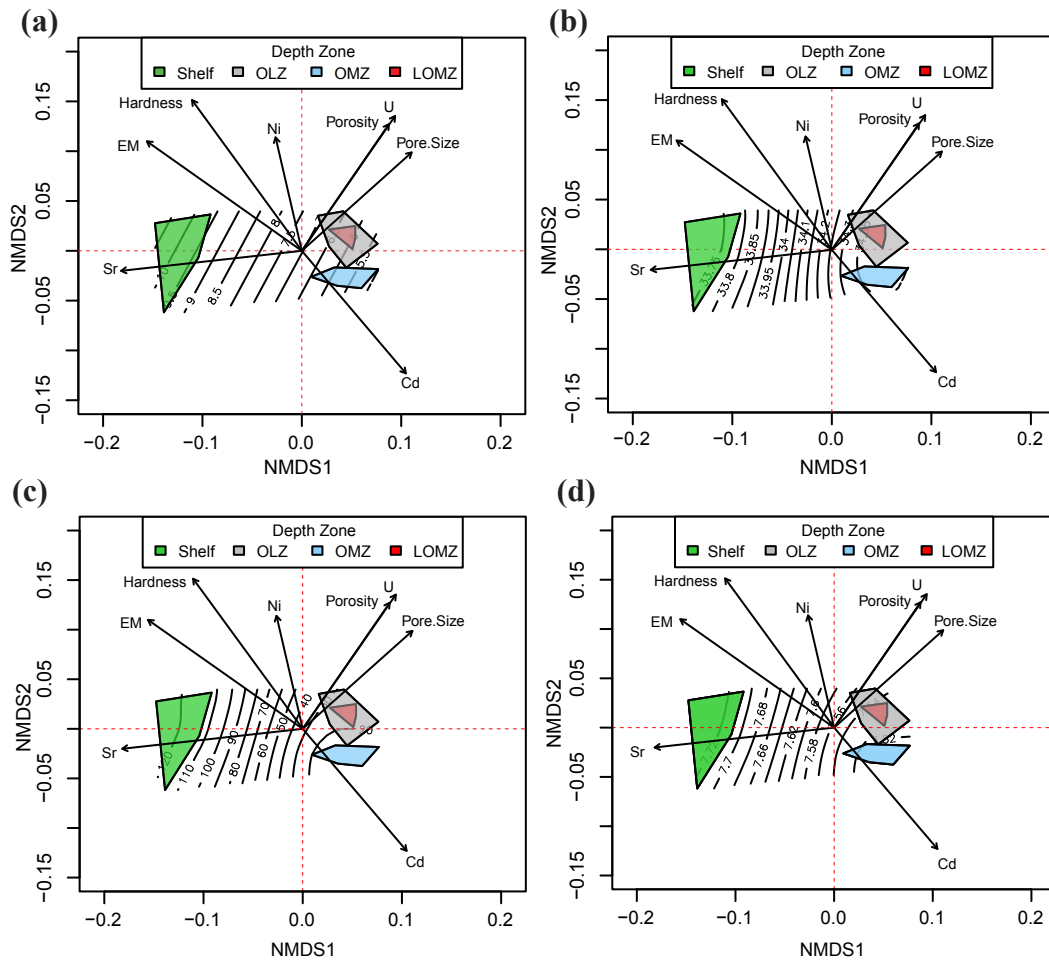 (a)
Depth Zone
Shelf OLZ OMZ LOMZ
Hardness
EM
Ni
U
Porosity
Pore.Size
Sr
Cd
9 8.5 8
NMDS2
0.15
0.05
−0.05
−0.15
−0.2 −0.1 0.0 0.1 0.2
NMDS1
(b)
Depth Zone
Shelf OLZ OMZ LOMZ
Hardness
EM
Ni
U
Porosity
Pore.Size
Sr
Cd
33.8 33.85 33.95 34 34.1
NMDS2
0.15
0.05
−0.05
−0.15
−0.2 −0.1 0.0 0.1 0.2
NMDS1
(c)
Depth Zone
Shelf OLZ OMZ LOMZ
Hardness
EM
Ni
U
Porosity
Pore.Size
Sr
Cd
110 100 90 80 70 60 50 40
NMDS2
0.15
0.05
−0.05
−0.15
−0.2 −0.1 0.0 0.1 0.2
NMDS1
(d)
Depth Zone
Shelf OLZ OMZ LOMZ
Hardness
EM
Ni
U
Porosity
Pore.Size
Sr
Cd
7.7 7.68 7.66 7.62 7.58
NMDS2
0.15
0.05
−0.05
−0.15
−0.2 −0.1 0.0 0.1 0.2
NMDS1